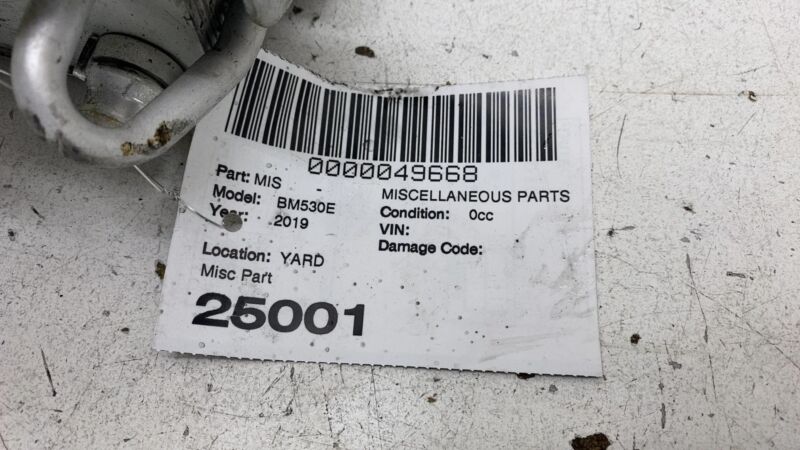 0000049668
Part: MIS
MISCELLANEOUS PARTS
Model: BM530E
Condition: 0cc
Year: 2019
VIN:
Damage Code:
Location: YARD
Misc Part
25001